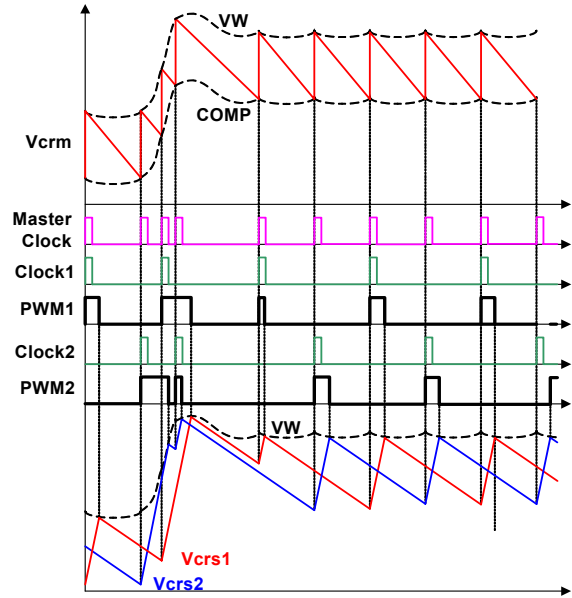 VW
COMP
Vcrm
Master
Clock
Clock1
PWM1
Clock2
PWM2
VW
Vcrs1
Vcrs2